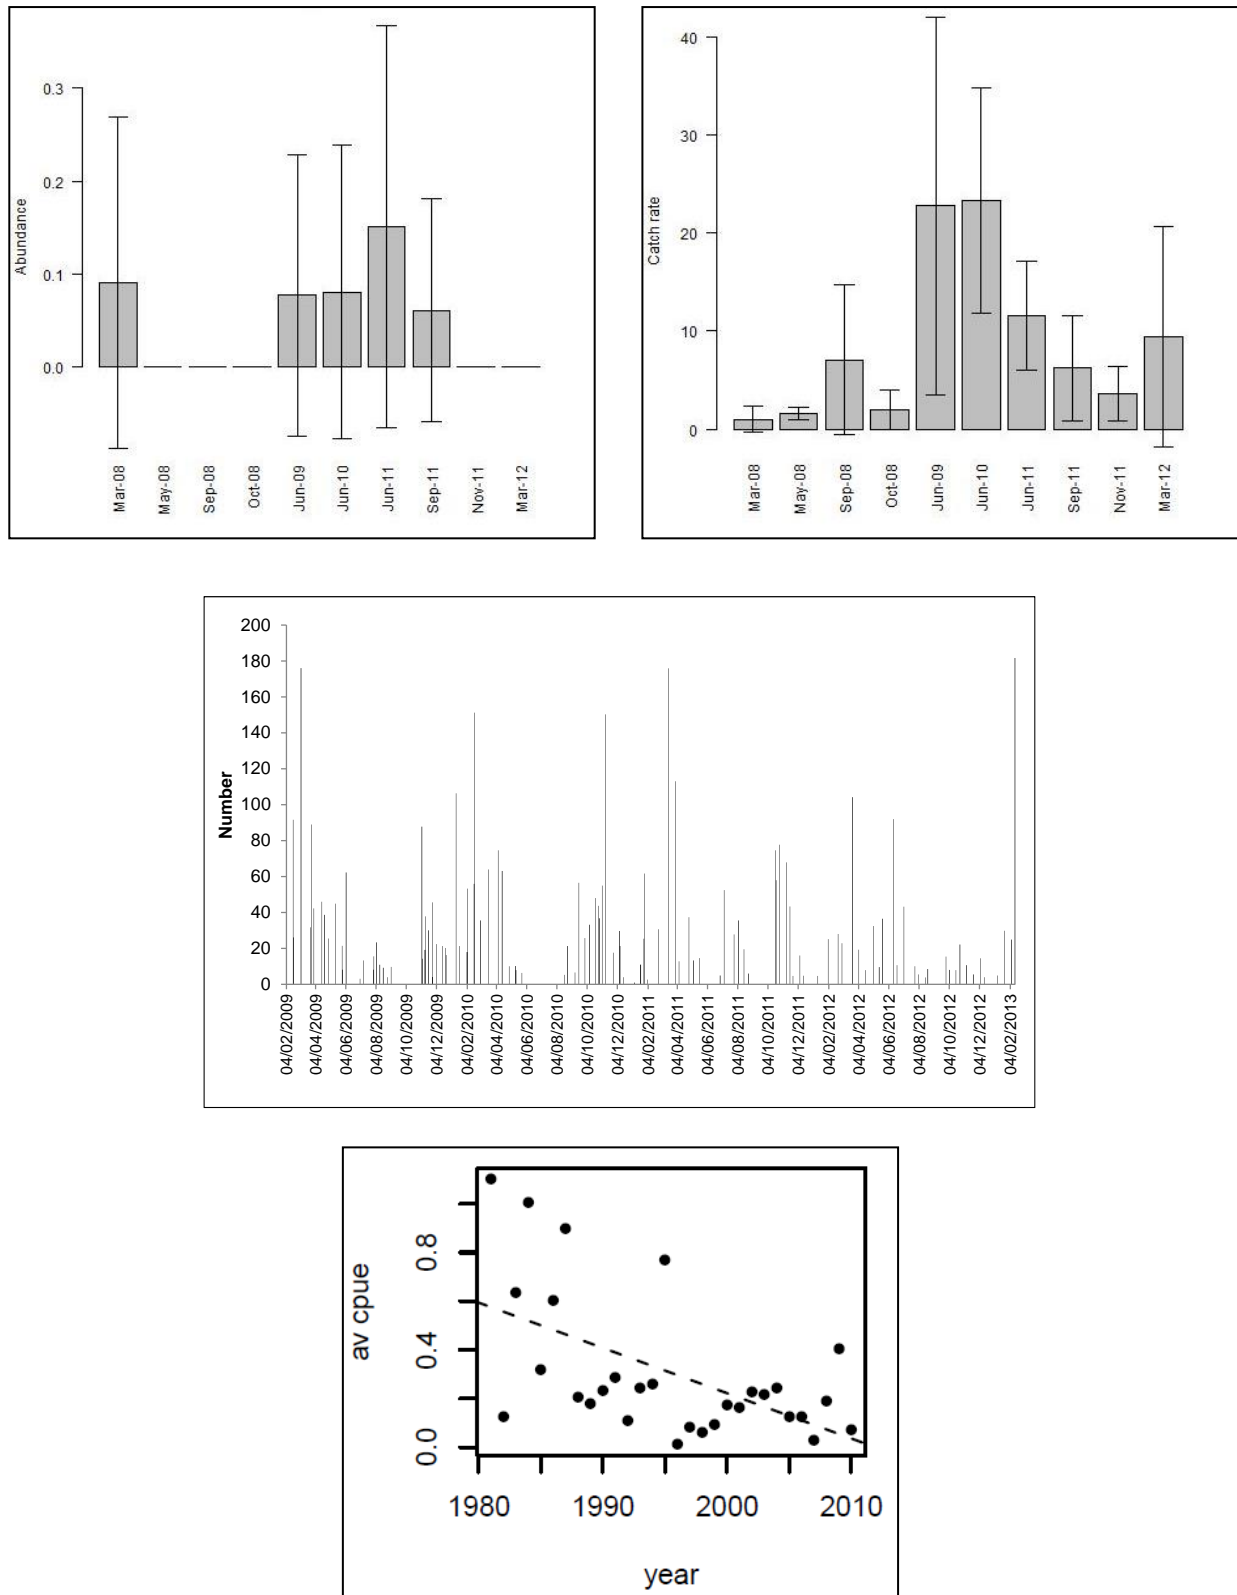 Abundance
0.3
0.2
0.1
0.0
Mar-08
May-08
Sep-08
Oct-08
Jun-09
Jun-10
Jun-11
Sep-11
Nov-11
Mar-12
Catch rate
40
30
20
10
0
Mar-08
May-08
Sep-08
Oct-08
Jun-09
Jun-10
Jun-11
Sep-11
Nov-11
Mar-12
Number
200
180
160
140
120
100
80
60
40
20
0
04/02/2009
04/04/2009
04/06/2009
04/08/2009
04/10/2009
04/12/2009
04/02/2010
04/04/2010
04/06/2010
04/08/2010
04/10/2010
04/12/2010
04/02/2011
04/04/2011
04/06/2011
04/08/2011
04/10/2011
04/12/2011
04/02/2012
04/04/2012
04/06/2012
04/08/2012
04/10/2012
04/12/2012
04/02/2013
av cpue
0.8
0.4
0.0
1980 1990 2000 2010
year